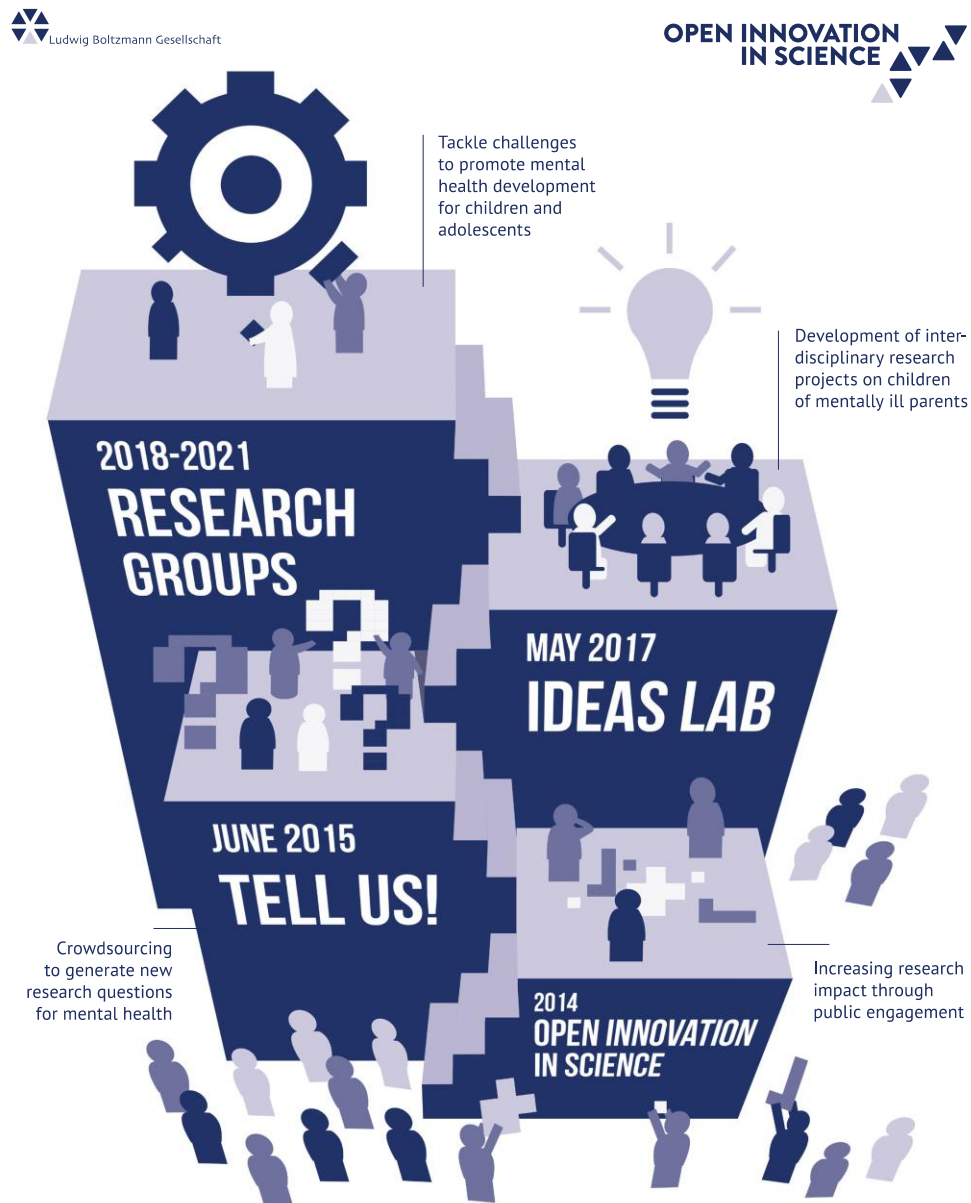 Ludwig Boltzmann Gesellschaft
OPEN INNOVATION
IN SCIENCE
Tackle challenges
to promote mental
health development
for children and
adolescents
Development of inter-
disciplinary research
projects on children
of mentally ill parents
2018-2021
RESEARCH
GROUPS
MAY 2017
IDEAS LAB
JUNE 2015
TELL US!
Crowdsourcing
to generate new
research questions
for mental health
Increasing research
impact through
public engagement
2014
OPEN INNOVATION
IN SCIENCE